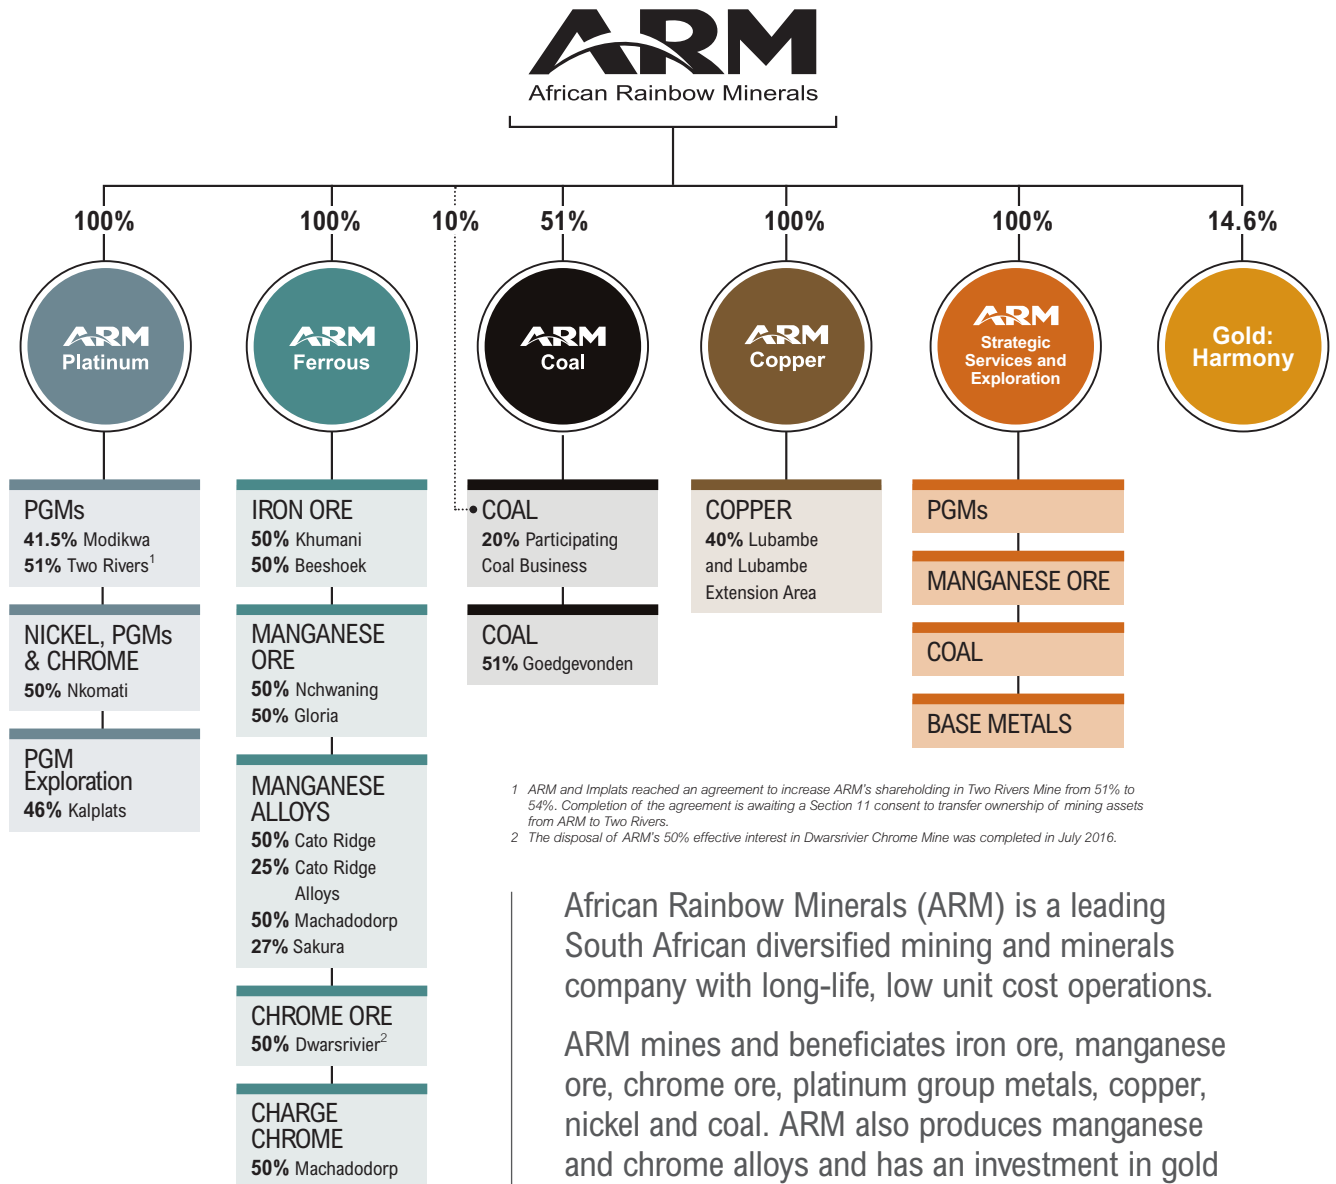 ARM
African Rainbow Minerals
100%
100%
10%
51%
100%
100%
14.6%
ARM
Platinum
ARM
Ferrous
ARM
Coal
ARM
Copper
ARM
Strategic
Services and
Exploration
Gold:
Harmony
PGMs
41.5% Modikwa
51% Two Rivers1
NICKEL, PGMs
& CHROME
50% Nkomati
PGM
Exploration
46% Kalplats
IRON ORE
50% Khumani
50% Beeshoek
MANGANESE
ORE
50% Nchwaning
50% Gloria
MANGANESE
ALLOYS
50% Cato Ridge
25% Cato Ridge
Alloys
50% Machadodorp
27% Sakura
CHROME ORE
50% Dwarsrivier2
CHARGE
CHROME
50% Machadodorp
COAL
20% Participating
Coal Business
COAL
51% Goedgevonden
COPPER
40% Lubambe
and Lubambe
Extension Area
PGMs
MANGANESE ORE
COAL
BASE METALS
1 ARM and Implats reached an agreement to increase ARM's shareholding in Two Rivers Mine from 51% to
54%. Completion of the agreement is awaiting a Section 11 consent to transfer ownership of mining assets
from ARM to Two Rivers.
2 The disposal of ARM's 50% effective interest in Dwarsrivier Chrome Mine was completed in July 2016.
African Rainbow Minerals (ARM) is a leading
South African diversified mining and minerals
company with long-life, low unit cost operations.
ARM mines and beneficiates iron ore, manganese
ore, chrome ore, platinum group metals, copper,
nickel and coal. ARM also produces manganese
and chrome alloys and has an investment in gold